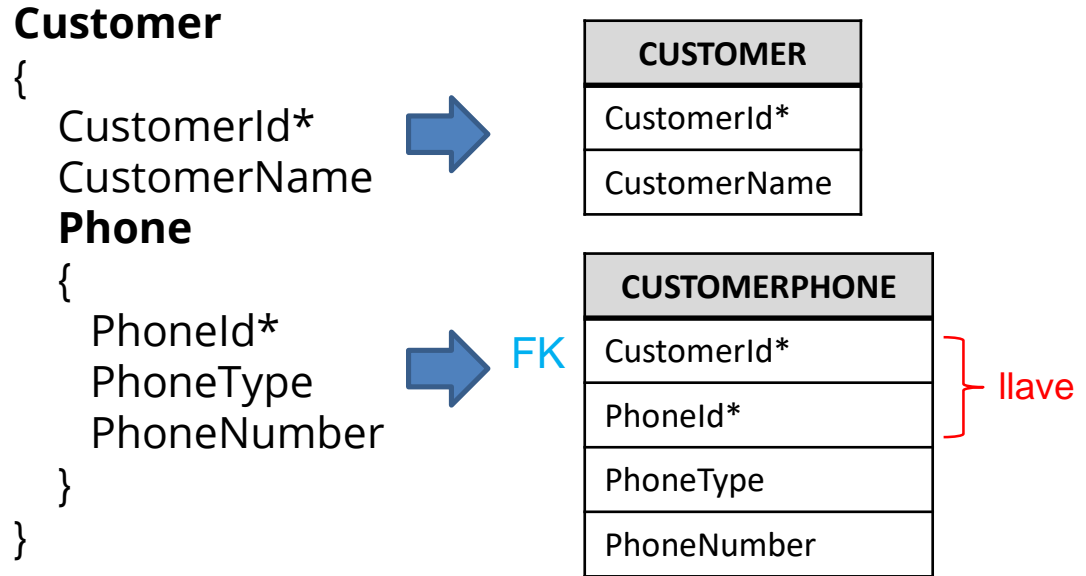 Customer
{
CustomerId*
CustomerName
Phone
{
PhoneId*
PhoneType
PhoneNumber
}
}
CUSTOMER
CustomerId*
CustomerName
CUSTOMERPHONE
FK
CustomerId*
PhoneId*
llave
PhoneType
PhoneNumber